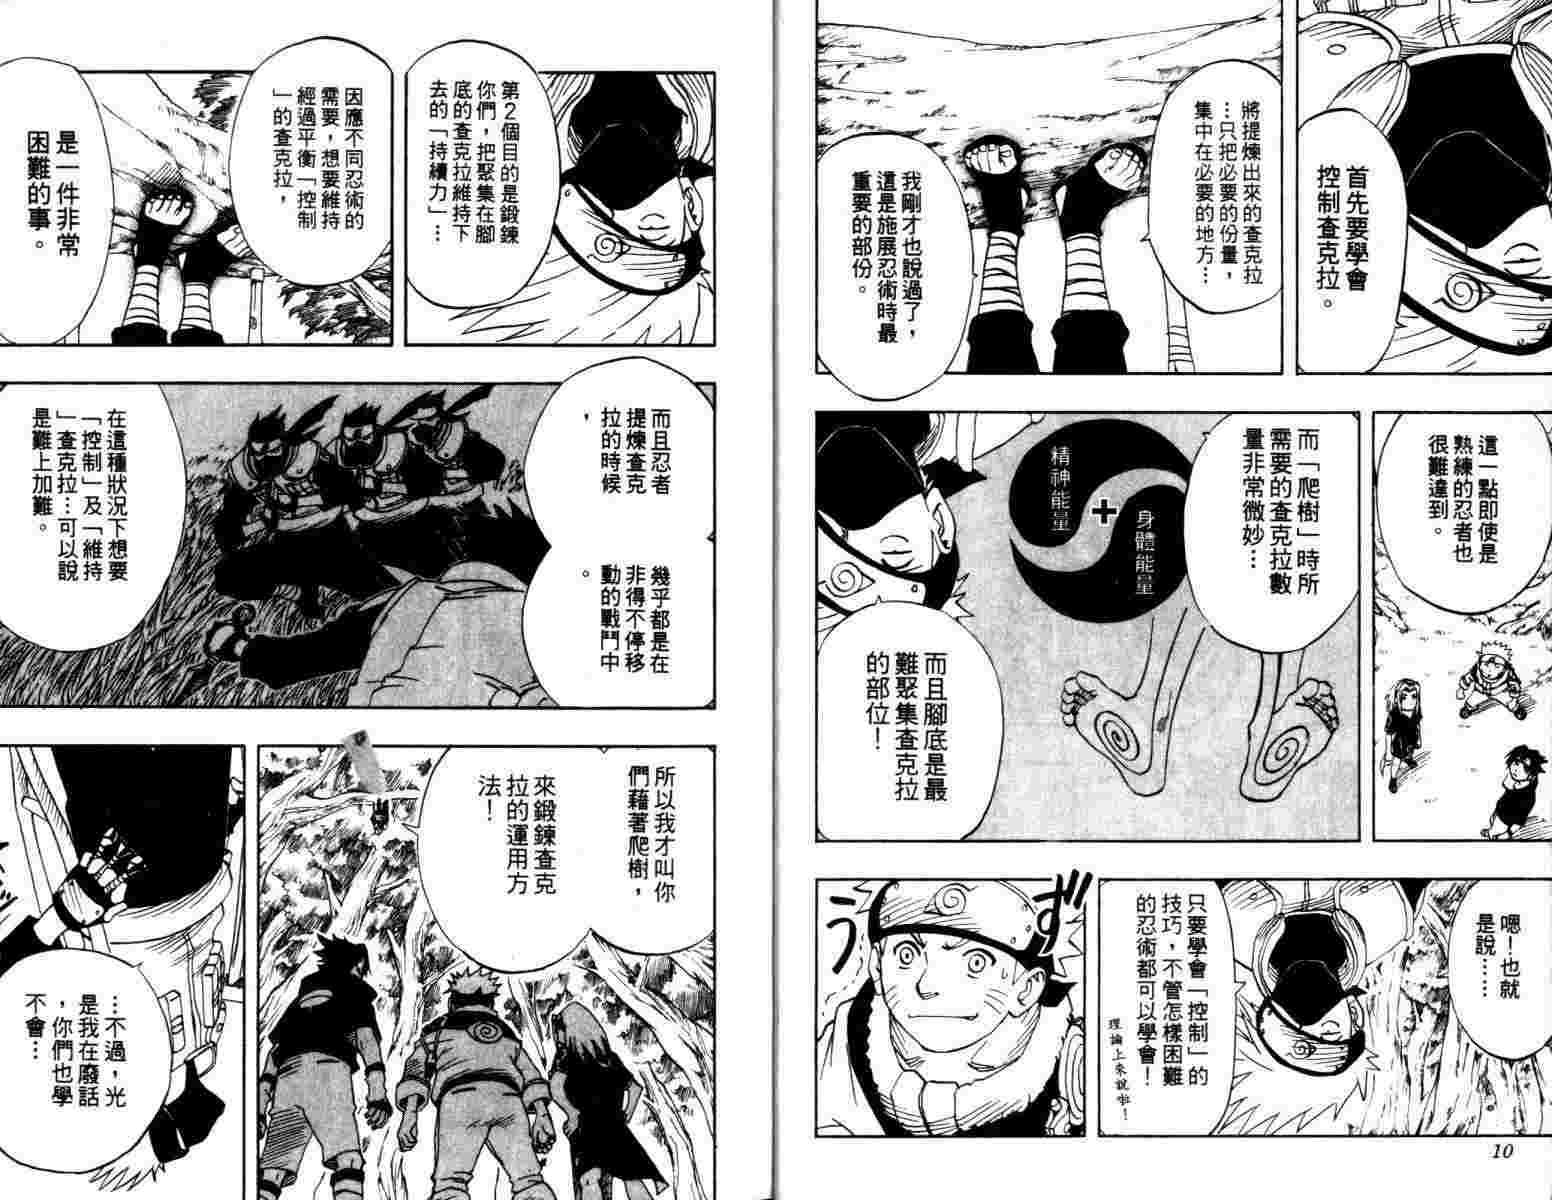 首先要學會
控制查克拉。
將提煉出來的查克拉
…只把必要的份量，
集中在必要的地方…
我剛才也說過了，
這是施展忍術時最
重要的部份。
這一點即使是
熟練的忍者也
很難達到。
而「爬樹」時所
需要的查克拉數
量非常微妙…
身體能量
+
精神能量
而且腳底是最
難聚集查克拉
的部位！
嗯！也就
是說……
只要學會「控制」的
技巧，不管怎樣困難
的忍術都可以學會！
理論上來說啦！
ずう
10
第2個目的是鍛鍊
你們，把聚集在腳
底的查克拉維持下
去的「持續力」…
因應不同忍術的
需要，想要維持
經過平衡「控制
」的查克拉，
是一件非常
困難的事。
而且忍者
提煉查克
拉的時候
，
幾乎都是在
非得不停移
動的戰鬥中
。
在這種狀況下想要
「控制」及「維持
」查克拉…可以說
是難上加難。
所以我才叫你
們藉著爬樹，
來鍛鍊查克
拉的運用方
法！
…不過，光
是我在廢話
，你們也學
不會…